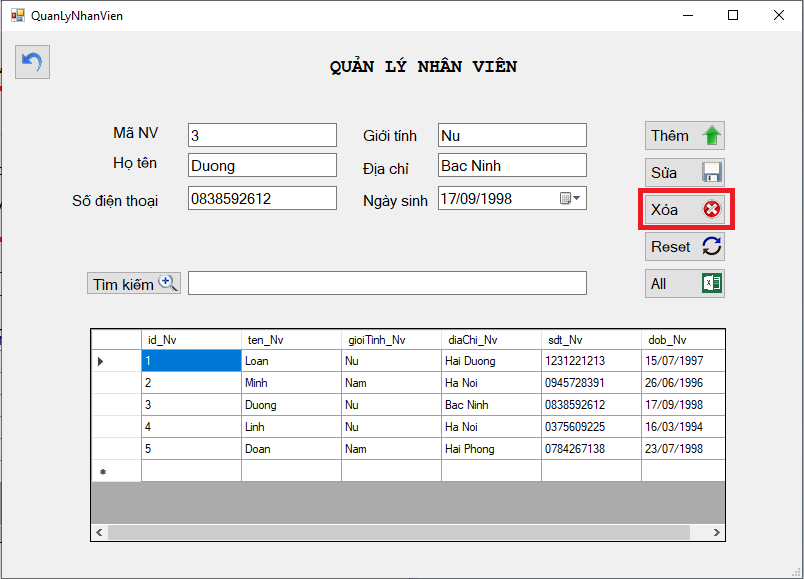 QuanLyNhanVien
QUẢN LÝ NHÂN VIÊN
Mã NV 3 Giới tính Nu Thêm
Họ tên Duong Địa chỉ Bac Ninh Sửa
Số điện thoại 0838592612 Ngày sinh 17/09/1998 Xóa
Reset
Tìm kiếm All
id_Nv ten_Nv gioiTinh_Nv diaChi_Nv sdt_Nv dob_Nv
1 Loan Nu Hai Duong 1231221213 15/07/1997
2 Minh Nam Ha Noi 0945728391 26/06/1996
3 Duong Nu Bac Ninh 0838592612 17/09/1998
4 Linh Nu Ha Noi 0375609225 16/03/1994
5 Doan Nam Hai Phong 0784267138 23/07/1998